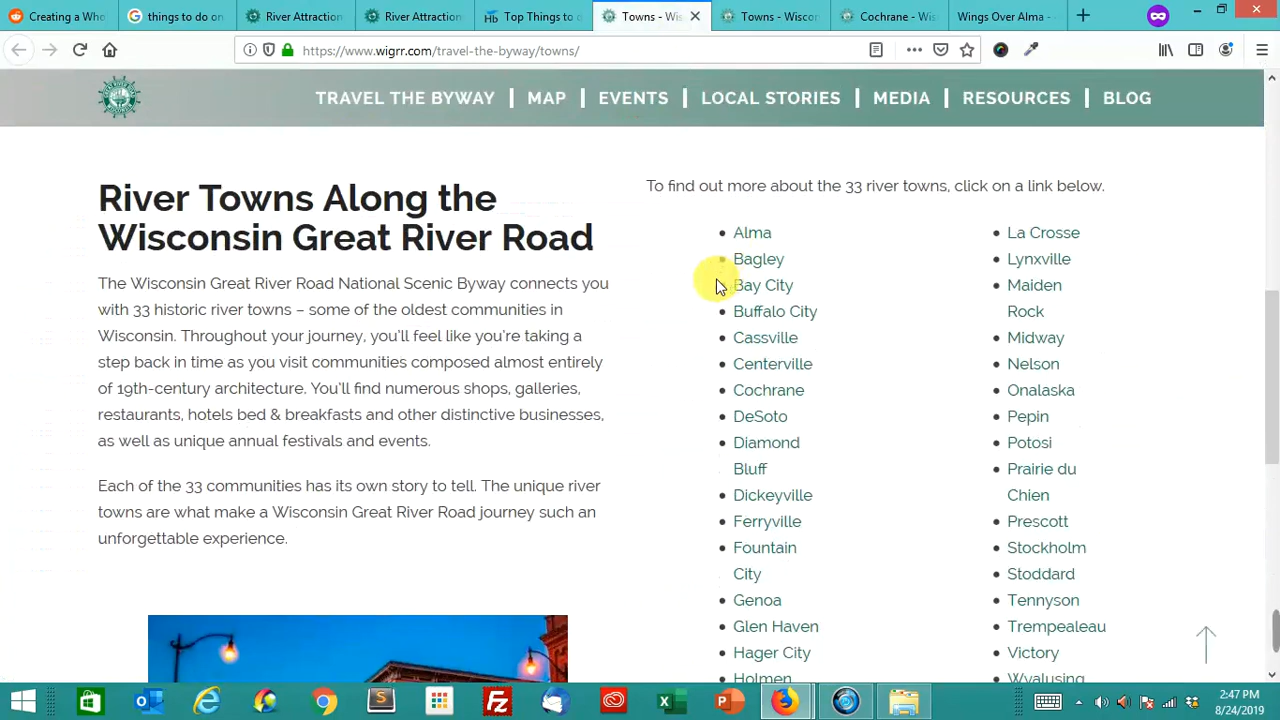 Creating a Who
things to do on
River Attraction
River Attraction
Top Things to d
Towns - Wis
Towns - Wiscon
Cochrane - Wis
Wings Over Alma -
https://www.wigrr.com/travel-the-byway/towns/
TRAVEL THE BYWAY
MAP
EVENTS
LOCAL STORIES
MEDIA
RESOURCES
BLOG
River Towns Along the
Wisconsin Great River Road
The Wisconsin Great River Road National Scenic Byway connects you
with 33 historic river towns – some of the oldest communities in
Wisconsin. Throughout your journey, you'll feel like you're taking a
step back in time as you visit communities composed almost entirely
of 19th-century architecture. You'll find numerous shops, galleries,
restaurants, hotels bed & breakfasts and other distinctive businesses,
as well as unique annual festivals and events.
Each of the 33 communities has its own story to tell. The unique river
towns are what make a Wisconsin Great River Road journey such an
unforgettable experience.
To find out more about the 33 river towns, click on a link below.
Alma
Bagley
Bay City
Buffalo City
Cassville
Centerville
Cochrane
DeSoto
Diamond
Bluff
Dickeyville
Ferryville
Fountain
City
Genoa
Glen Haven
Hager City
Holmen
La Crosse
Lynxville
Maiden
Rock
Midway
Nelson
Onalaska
Pepin
Potosi
Prairie du
Chien
Prescott
Stockholm
Stoddard
Tennyson
Trempealeau
Victory
Wyalusing
2:47 PM
8/24/2019